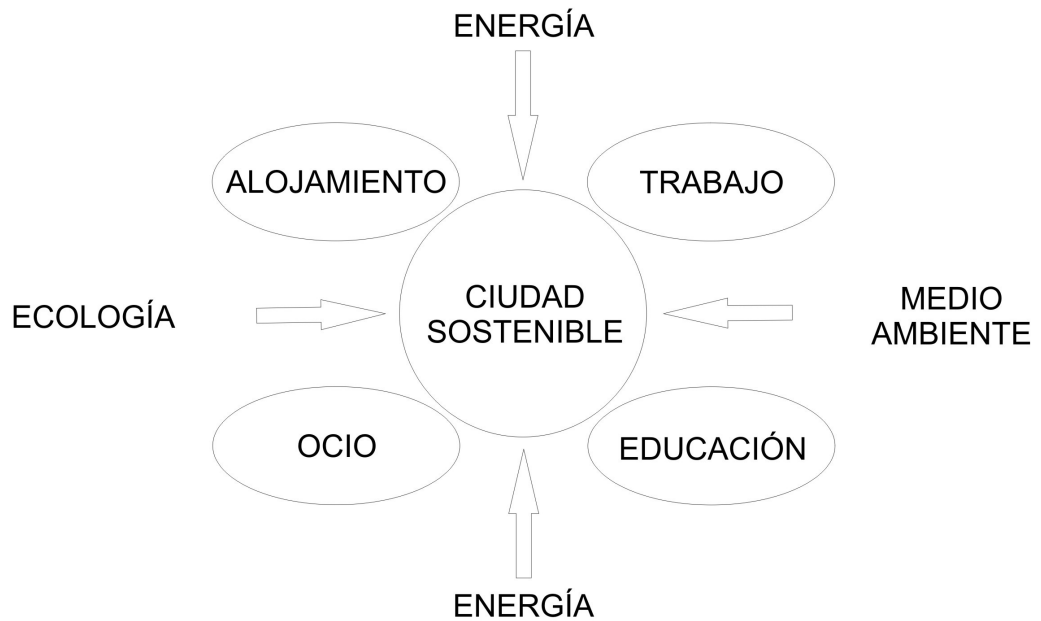 ENERGÍA
ALOJAMIENTO
TRABAJO
ECOLOGÍA
CIUDAD
SOSTENIBLE
MEDIO
AMBIENTE
OCIO
EDUCACIÓN
ENERGÍA